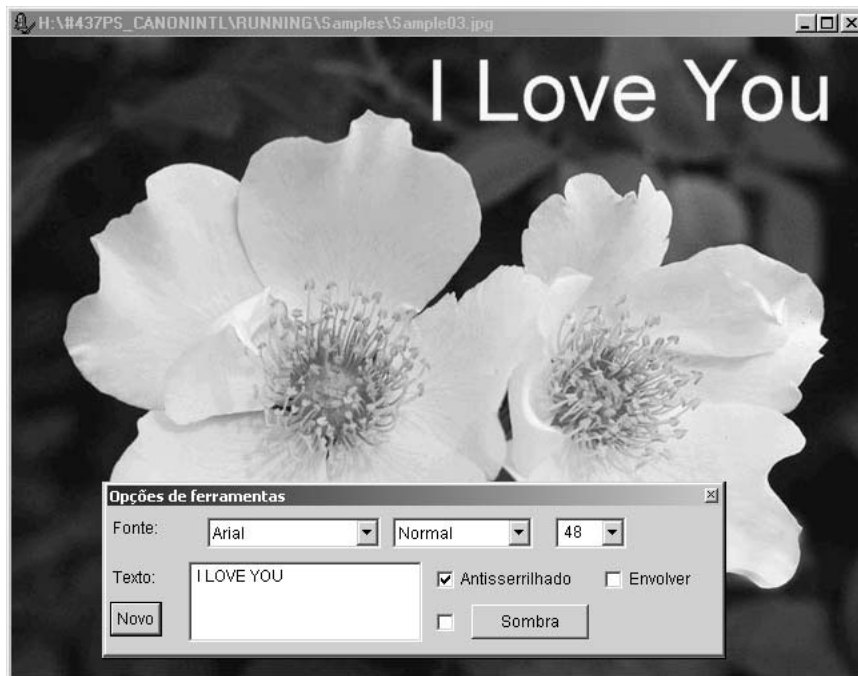 H:\#437PS_CANONINTL\RUNNING\Samples\Sample03.jpg
I Love You
Opções de ferramentas
Fonte: Arial Normal 48
Texto: I LOVE YOU Antisserrilhado Envolver
Novo Sombra